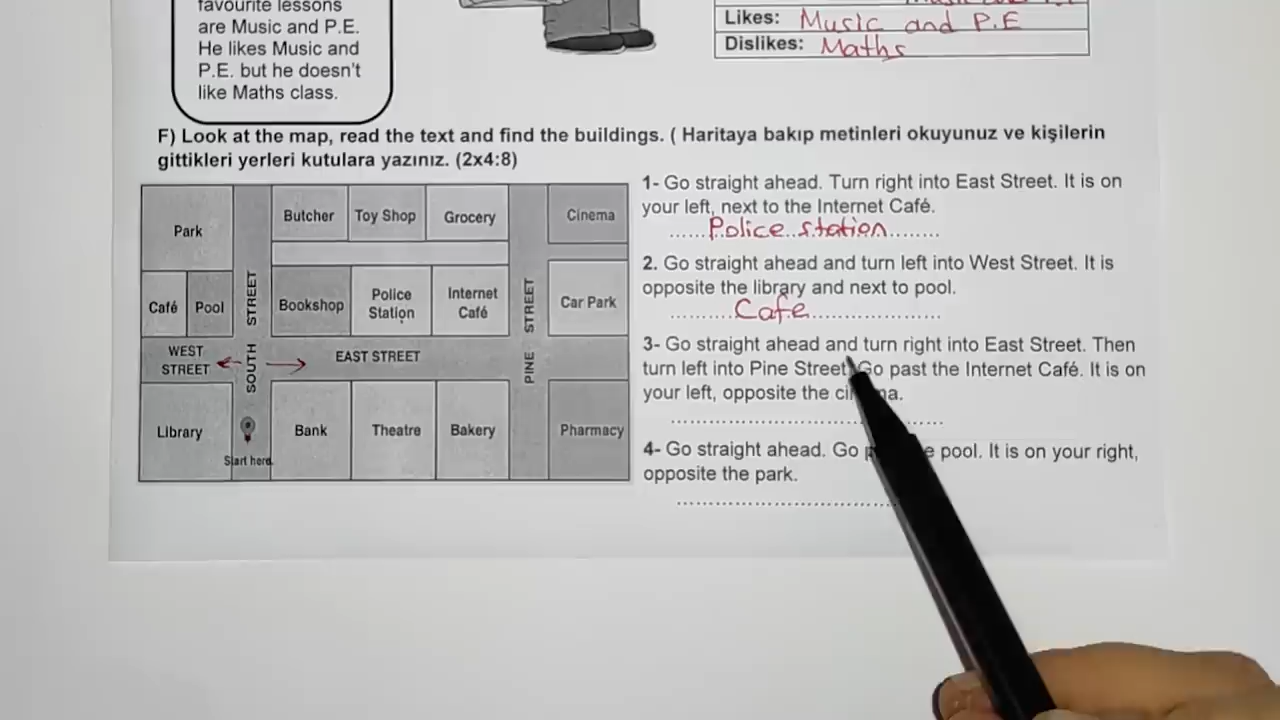 favourite lessons
are Music and P.E.
He likes Music and
P.E. but he doesn't
like Maths class.
Likes: Music and P.E
Dislikes: Maths
F) Look at the map, read the text and find the buildings. ( Haritaya bakıp metinleri okuyunuz ve kişilerin
gittikleri yerleri kutulara yazınız. (2x4:8)
Park
Butcher
Toy Shop
Grocery
Cinema
Café
Pool
SOUTH STREET
Bookshop
Police
Station
Internet
Café
PINE STREET
Car Park
WEST
STREET
EAST STREET
Library
Start here
Bank
Theatre
Bakery
Pharmacy
1- Go straight ahead. Turn right into East Street. It is on
your left, next to the Internet Café.
Police station
2. Go straight ahead and turn left into West Street. It is
opposite the library and next to pool.
Cafe
3- Go straight ahead and turn right into East Street. Then
turn left into Pine Street. Go past the Internet Café. It is on
your left, opposite the
4- Go straight ahead. Go pool. It is on your right,
opposite the park.